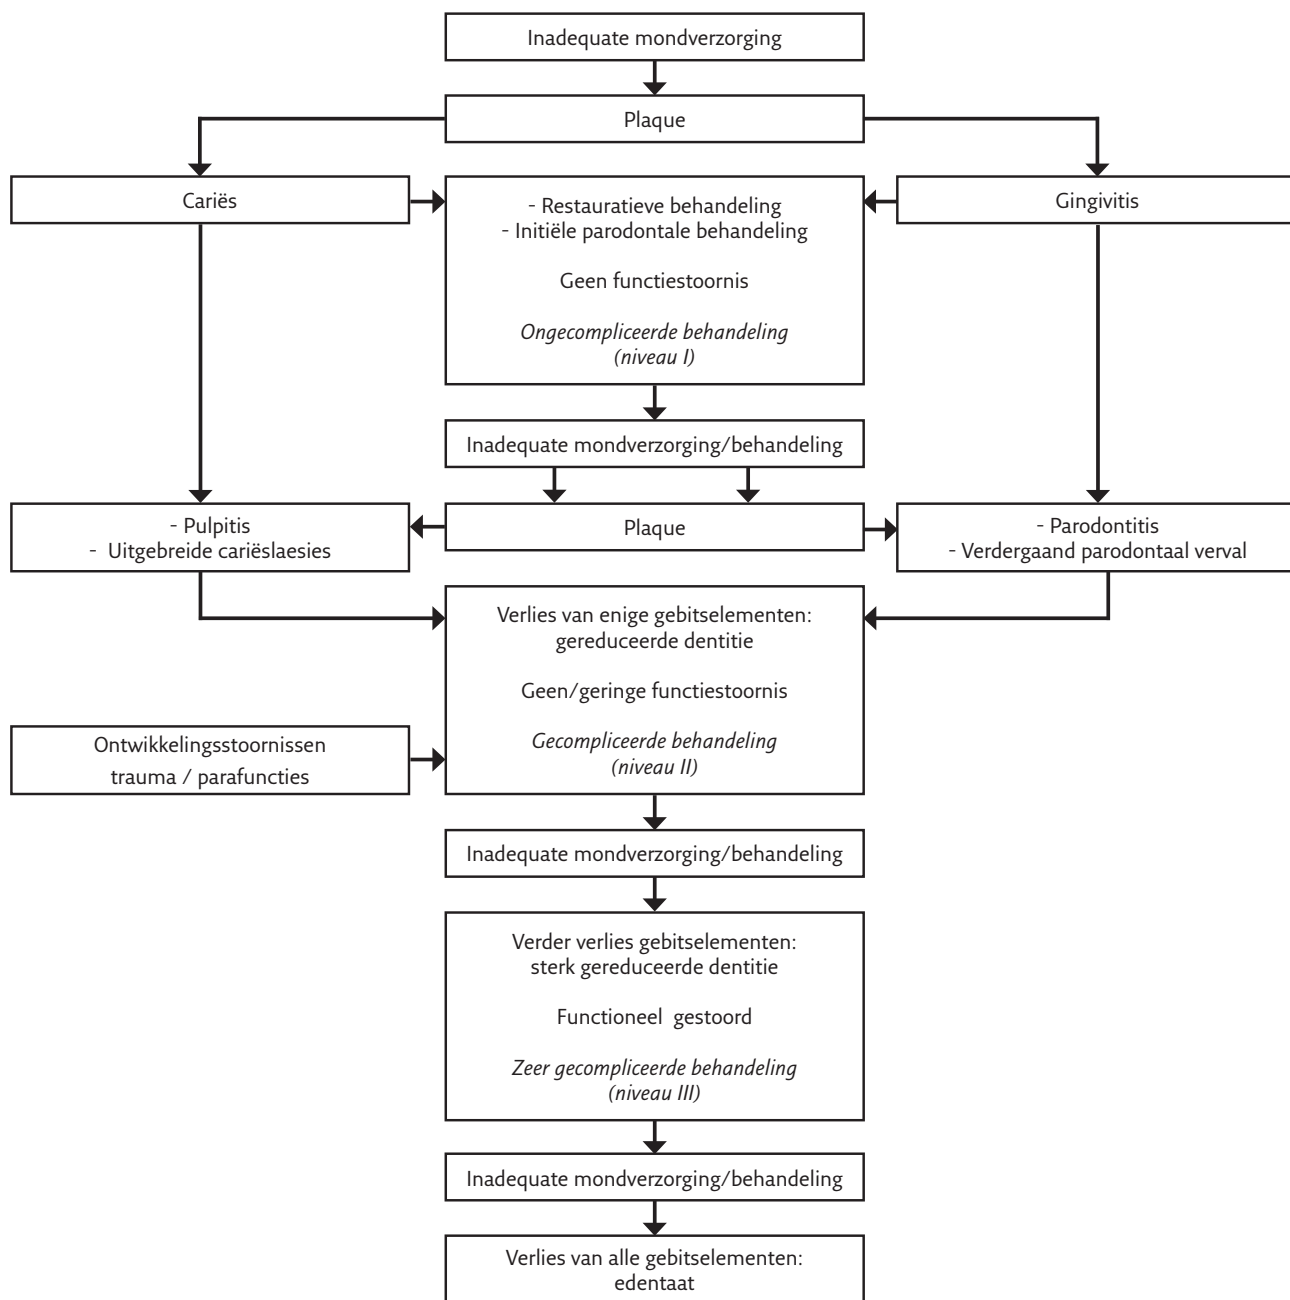 Inadequate mondverzorging
Plaque
Cariës
- Restauratieve behandeling
- Initiële parodontale behandeling
Geen functiestoornis
Ongecompliceerde behandeling
(niveau I)
Gingivitis
Inadequate mondverzorging/behandeling
- Pulpitis
- Uitgebreide cariëslaesies
Plaque
- Parodontitis
- Verdergaand parodontaal verval
Verlies van enige gebitselementen:
gereduceerde dentitie
Geen/geringe functiestoornis
Gecompliceerde behandeling
(niveau II)
Ontwikkelingsstoornissen
trauma / parafuncties
Inadequate mondverzorging/behandeling
Verder verlies gebitselementen:
sterk gereduceerde dentitie
Functioneel gestoord
Zeer gecompliceerde behandeling
(niveau III)
Inadequate mondverzorging/behandeling
Verlies van alle gebitselementen:
edentaat